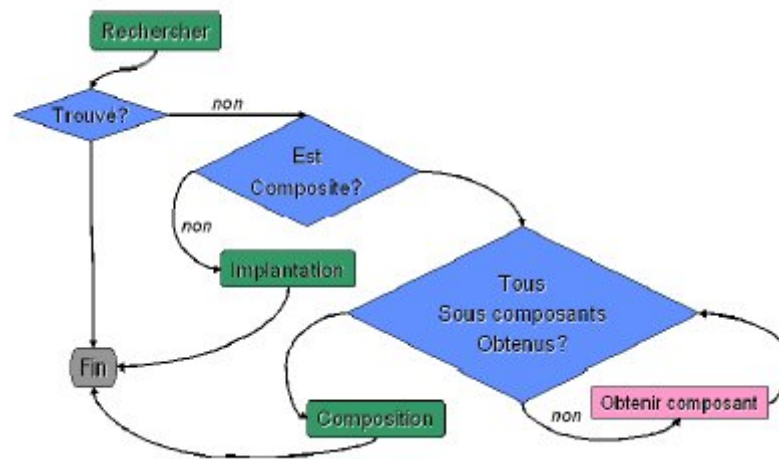 Rechercher
Trouvé?
non
Est
Composite?
non
Implantation
Tous
Sous composants
Obtenus?
Fin
Obtenir composant
Composition
non